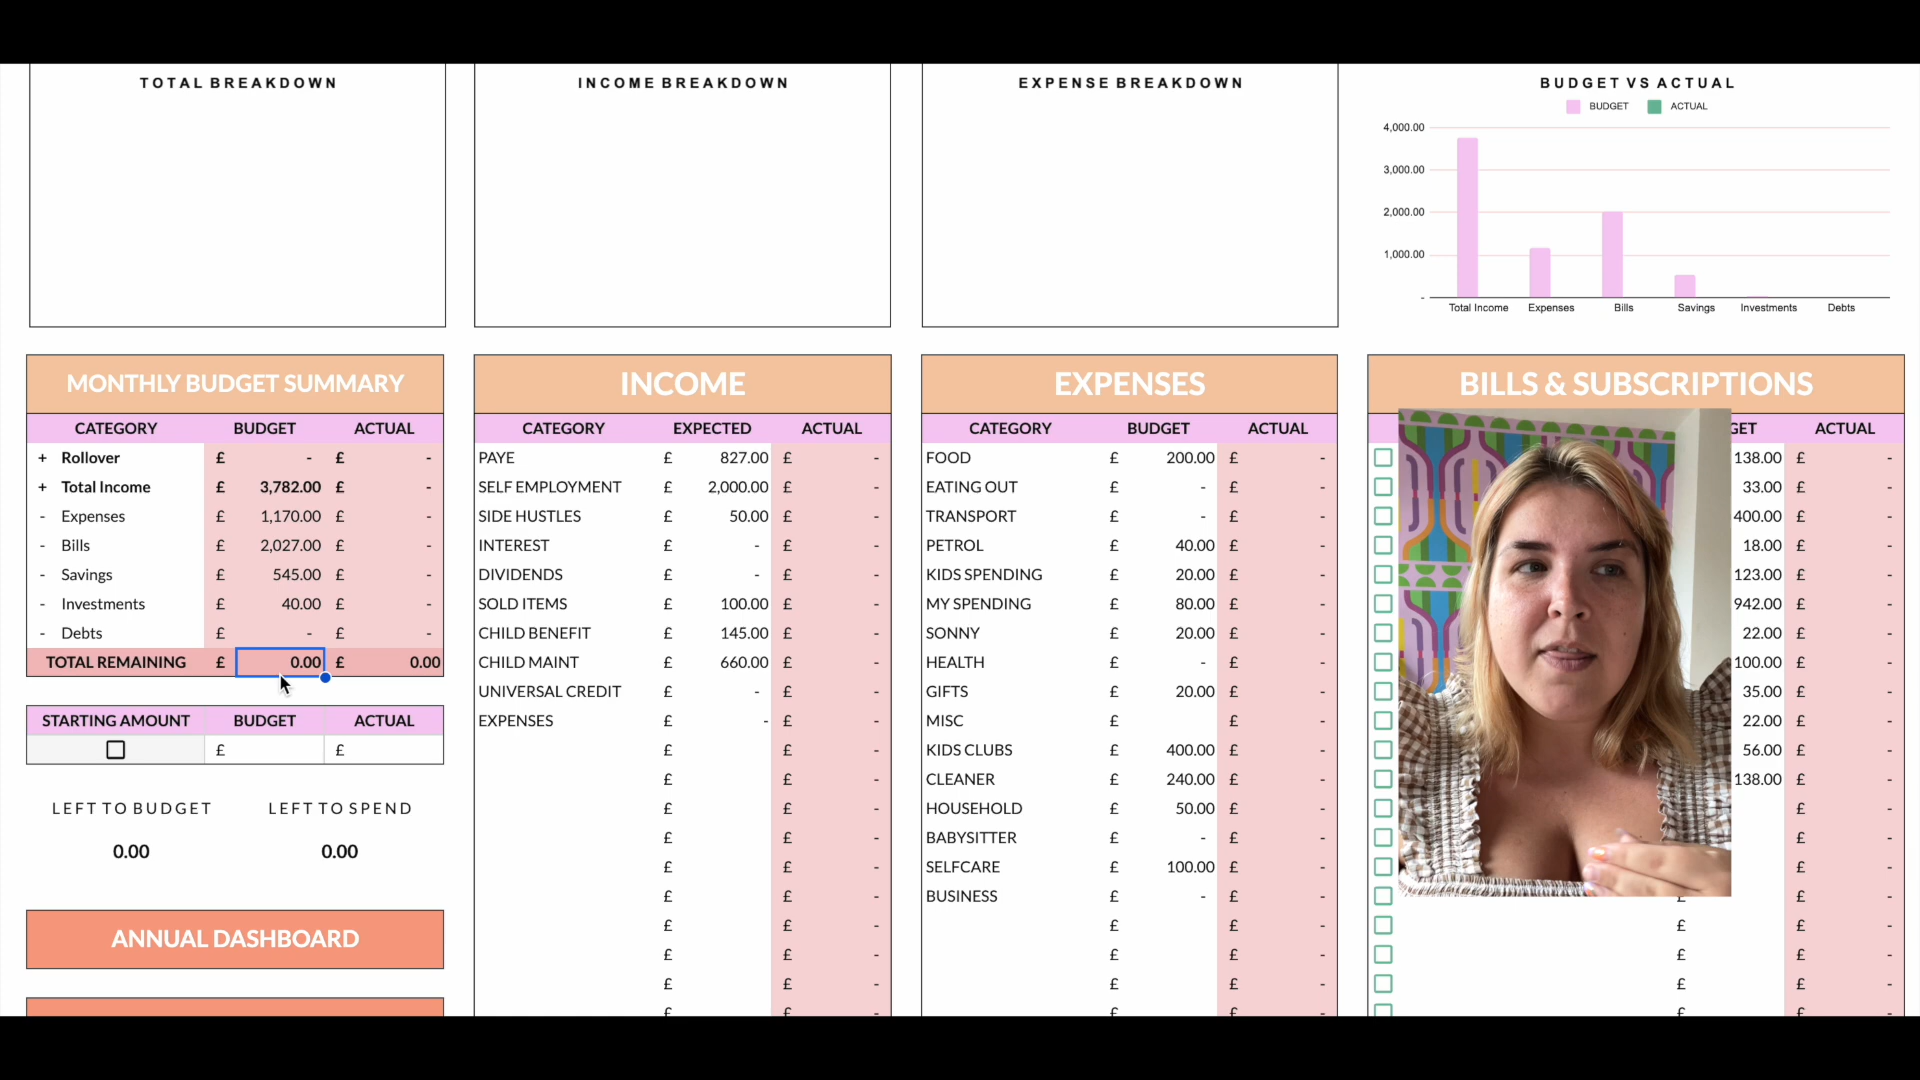 TOTAL BREAKDOWN
INCOME BREAKDOWN
EXPENSE BREAKDOWN
BUDGET VS ACTUAL
BUDGET ACTUAL
4,000.00
3,000.00
2,000.00
1,000.00
-
Total Income Expenses Bills Savings Investments Debts
MONTHLY BUDGET SUMMARY
CATEGORY BUDGET ACTUAL
+ Rollover £ - £ -
+ Total Income £ 3,782.00 £ -
- Expenses £ 1,170.00 £ -
- Bills £ 2,027.00 £ -
- Savings £ 545.00 £ -
- Investments £ 40.00 £ -
- Debts £ - £ -
TOTAL REMAINING £ 0.00 £ 0.00
STARTING AMOUNT BUDGET ACTUAL
£ £
LEFT TO BUDGET LEFT TO SPEND
0.00 0.00
ANNUAL DASHBOARD
INCOME
CATEGORY EXPECTED ACTUAL
PAYE £ 827.00 £ -
SELF EMPLOYMENT £ 2,000.00 £ -
SIDE HUSTLES £ 50.00 £ -
INTEREST £ - £ -
DIVIDENDS £ - £ -
SOLD ITEMS £ 100.00 £ -
CHILD BENEFIT £ 145.00 £ -
CHILD MAINT £ 660.00 £ -
UNIVERSAL CREDIT £ - £ -
EXPENSES £ - £ -
£ £ -
£ £ -
£ £ -
£ £ -
£ £ -
£ £ -
£ £ -
£ £ -
£ £ -
£ £ -
EXPENSES
CATEGORY BUDGET ACTUAL
FOOD £ 200.00 £ -
EATING OUT £ - £ -
TRANSPORT £ - £ -
PETROL £ 40.00 £ -
KIDS SPENDING £ 20.00 £ -
MY SPENDING £ 80.00 £ -
SONNY £ 20.00 £ -
HEALTH £ - £ -
GIFTS £ 20.00 £ -
MISC £ £ -
KIDS CLUBS £ 400.00 £ -
CLEANER £ 240.00 £ -
HOUSEHOLD £ 50.00 £ -
BABYSITTER £ - £ -
SELFCARE £ 100.00 £ -
BUSINESS £ - £ -
£ £ -
£ £ -
£ £ -
£ £ -
BILLS & SUBSCRIPTIONS
GET ACTUAL
138.00 £ -
33.00 £ -
400.00 £ -
18.00 £ -
123.00 £ -
942.00 £ -
22.00 £ -
100.00 £ -
35.00 £ -
22.00 £ -
56.00 £ -
138.00 £ -
£ -
£ -
£ -
£ £ -
£ £ -
£ £ -
£ £ -
£ £ -